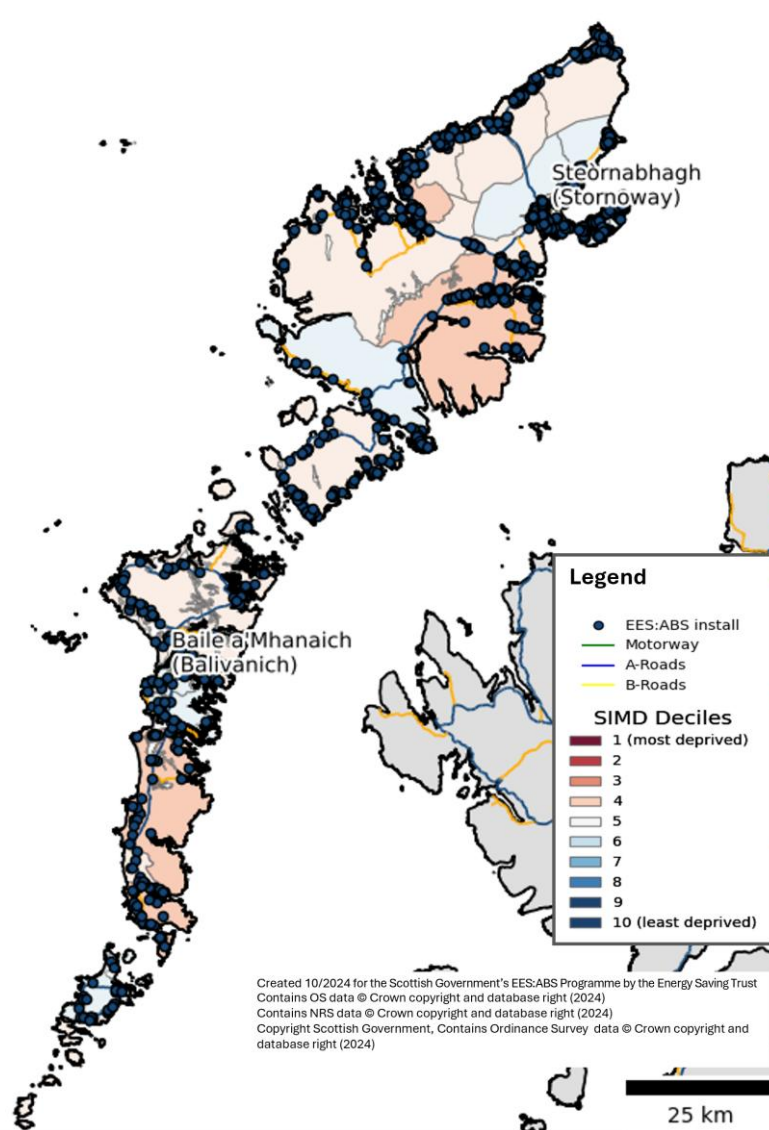 Steòrnabhagh
(Stornoway)
Baile a'Mhanaich
(Balivanich)
Legend
EES:ABS install
Motorway
A-Roads
B-Roads
SIMD Deciles
1 (most deprived)
2
3
4
5
6
7
8
9
10 (least deprived)
Created 10/2024 for the Scottish Government's EES:ABS Programme by the Energy Saving Trust
Contains OS data © Crown copyright and database right (2024)
Contains NRS data © Crown copyright and database right (2024)
Copyright Scottish Government, Contains Ordinance Survey data © Crown copyright and
database right (2024)
25 km